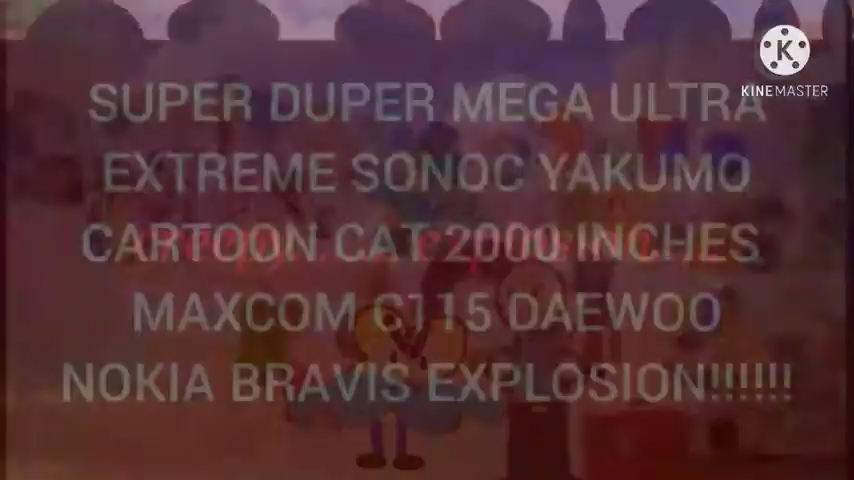 KINEMASTER
SUPER DUPER MEGA ULTRA
EXTREME SONOC YAKUMO
CARTOON CAT 2000 INCHES
MAXCOM C115 DAEWOO
NOKIA BRAVIS EXPLOSION!!!!!!